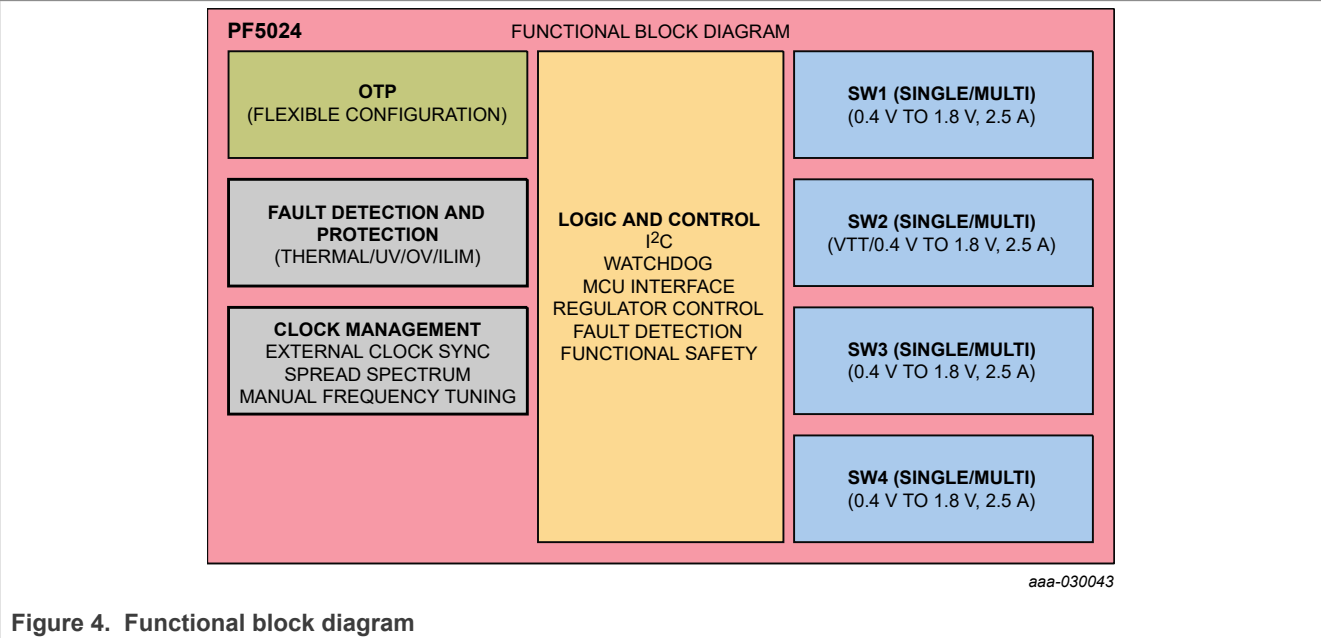 PF5024
FUNCTIONAL BLOCK DIAGRAM
OTP
(FLEXIBLE CONFIGURATION)
FAULT DETECTION AND
PROTECTION
(THERMAL/UV/OV/ILIM)
CLOCK MANAGEMENT
EXTERNAL CLOCK SYNC
SPREAD SPECTRUM
MANUAL FREQUENCY TUNING
LOGIC AND CONTROL
I2C
WATCHDOG
MCU INTERFACE
REGULATOR CONTROL
FAULT DETECTION
FUNCTIONAL SAFETY
SW1 (SINGLE/MULTI)
(0.4 V TO 1.8 V, 2.5 A)
SW2 (SINGLE/MULTI)
(VTT/0.4 V TO 1.8 V, 2.5 A)
SW3 (SINGLE/MULTI)
(0.4 V TO 1.8 V, 2.5 A)
SW4 (SINGLE/MULTI)
(0.4 V TO 1.8 V, 2.5 A)
aaa-030043
Figure 4. Functional block diagram